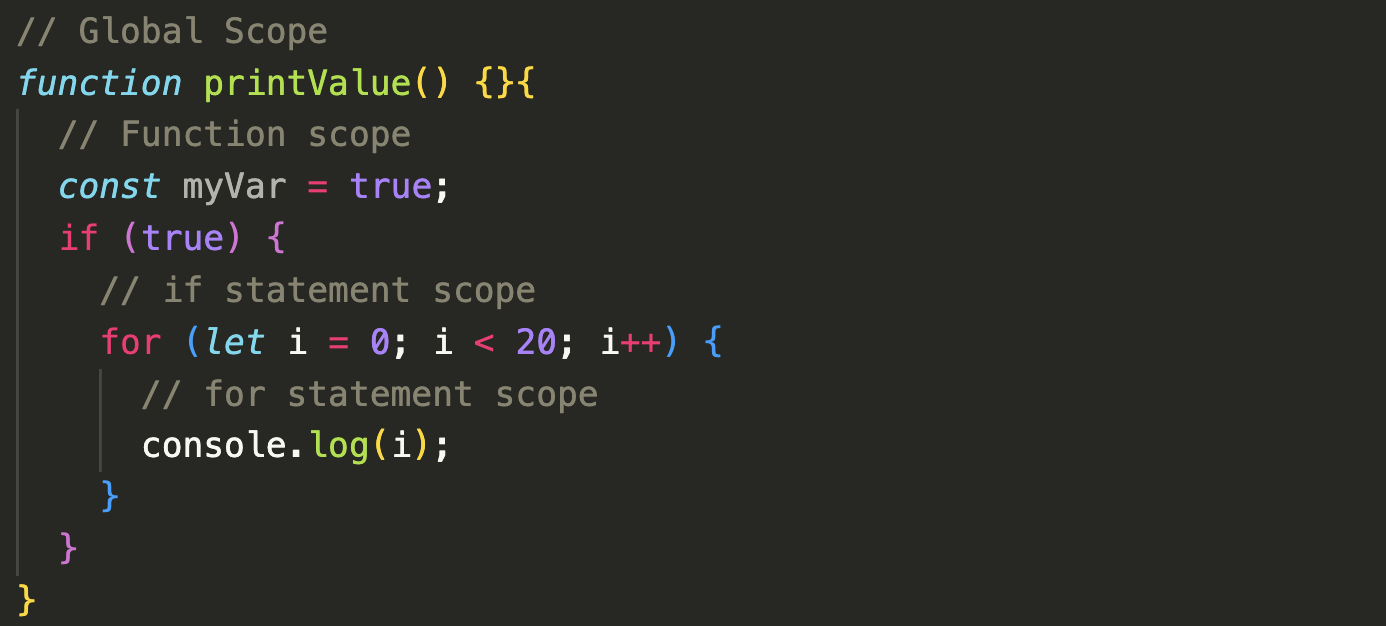 // Global Scope
function printValue() {}{
  // Function scope
  const myVar = true;
  if (true) {
    // if statement scope
    for (let i = 0; i < 20; i++) {
      // for statement scope
      console.log(i);
    }
  }
}